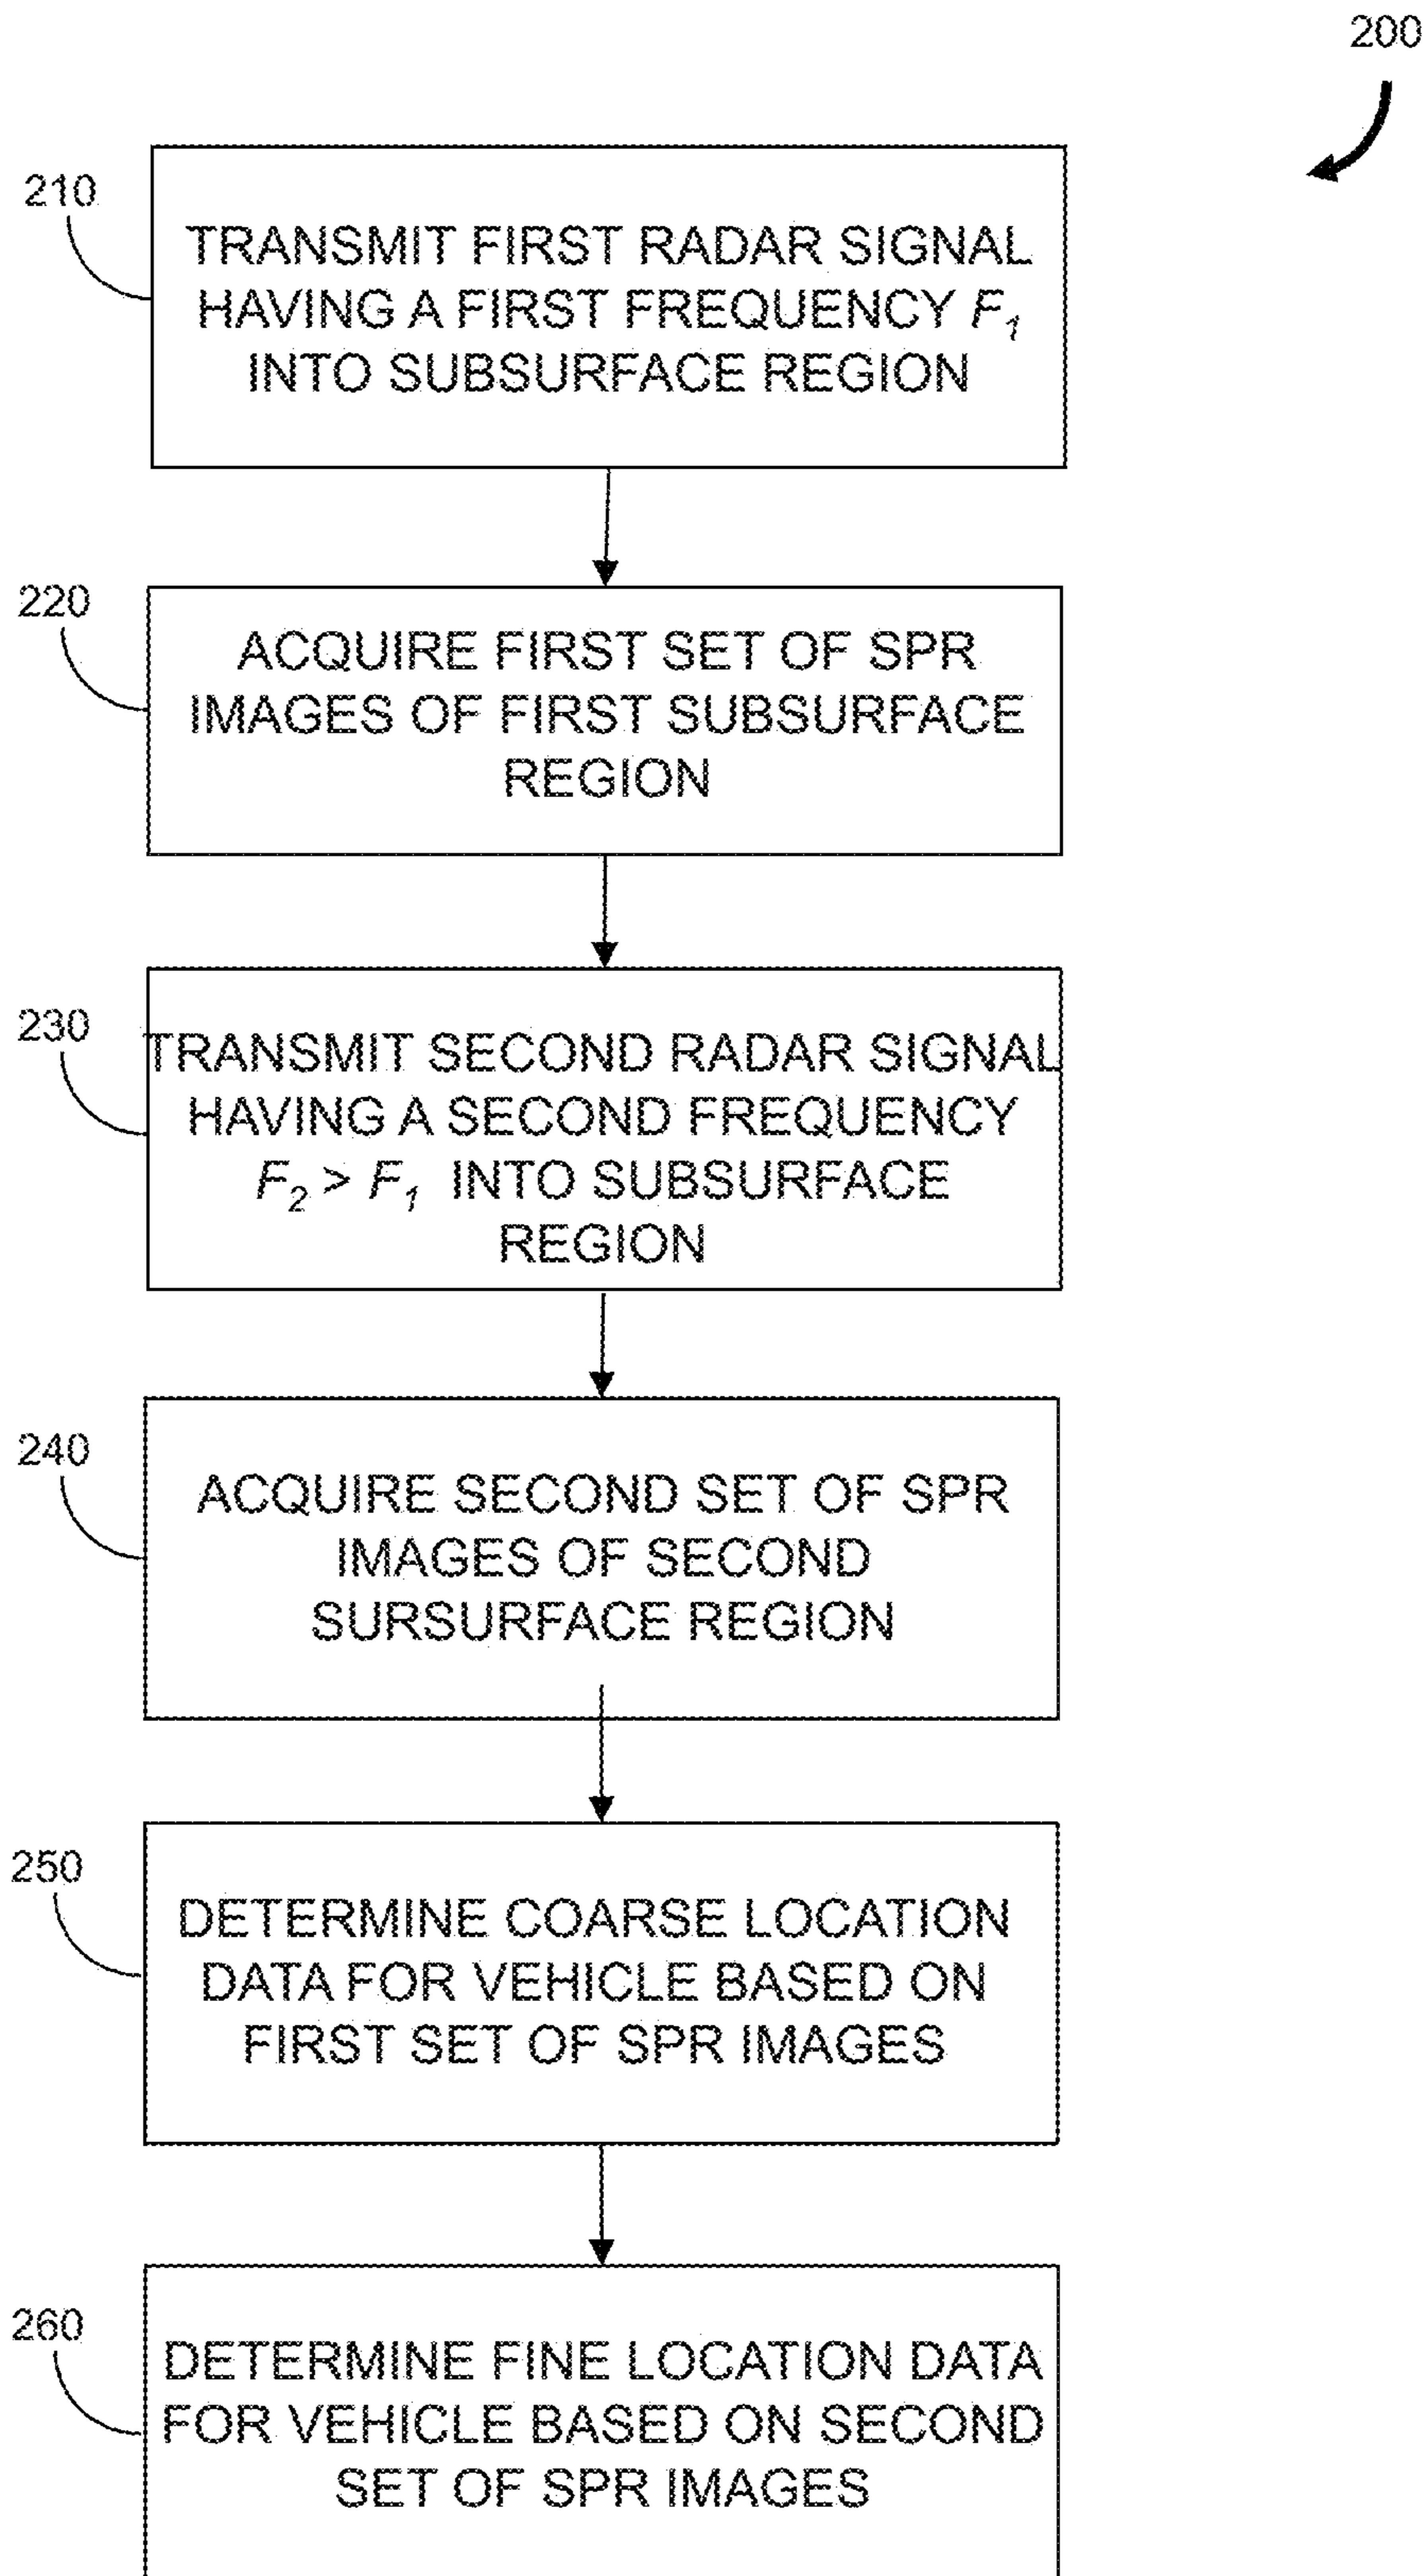 200
210
TRANSMIT FIRST RADAR SIGNAL
HAVING A FIRST FREQUENCY F₁
INTO SUBSURFACE REGION
220
ACQUIRE FIRST SET OF SPR
IMAGES OF FIRST SUBSURFACE
REGION
230
TRANSMIT SECOND RADAR SIGNAL
HAVING A SECOND FREQUENCY
F₂ > F₁ INTO SUBSURFACE
REGION
240
ACQUIRE SECOND SET OF SPR
IMAGES OF SECOND
SURSURFACE REGION
250
DETERMINE COARSE LOCATION
DATA FOR VEHICLE BASED ON
FIRST SET OF SPR IMAGES
260
DETERMINE FINE LOCATION DATA
FOR VEHICLE BASED ON SECOND
SET OF SPR IMAGES